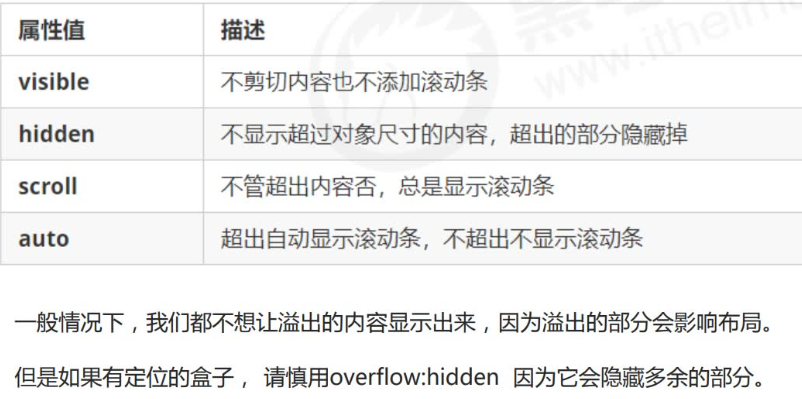 属性值 描述
visible 不剪切内容也不添加滚动条
hidden 不显示超过对象尺寸的内容，超出的部分隐藏掉
scroll 不管超出内容否，总是显示滚动条
auto 超出自动显示滚动条，不超出不显示滚动条
一般情况下，我们都不想让溢出的内容显示出来，因为溢出的部分会影响布局。
但是如果有定位的盒子， 请慎用overflow:hidden 因为它会隐藏多余的部分。